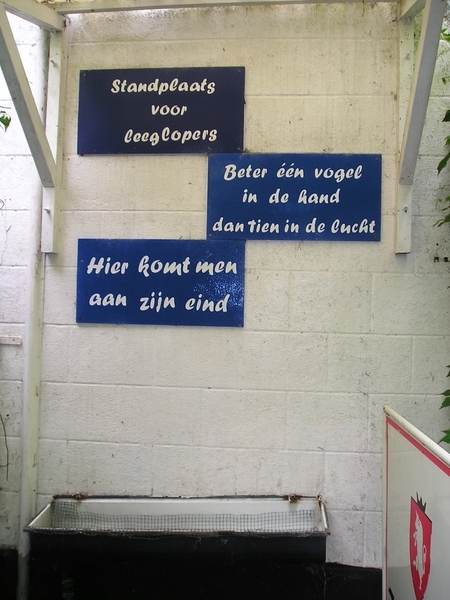 Standplaats
voor
leeglopers
Beter één vogel
in de hand
dan Tien in de lucht
Hier komt men
aan zijn eind